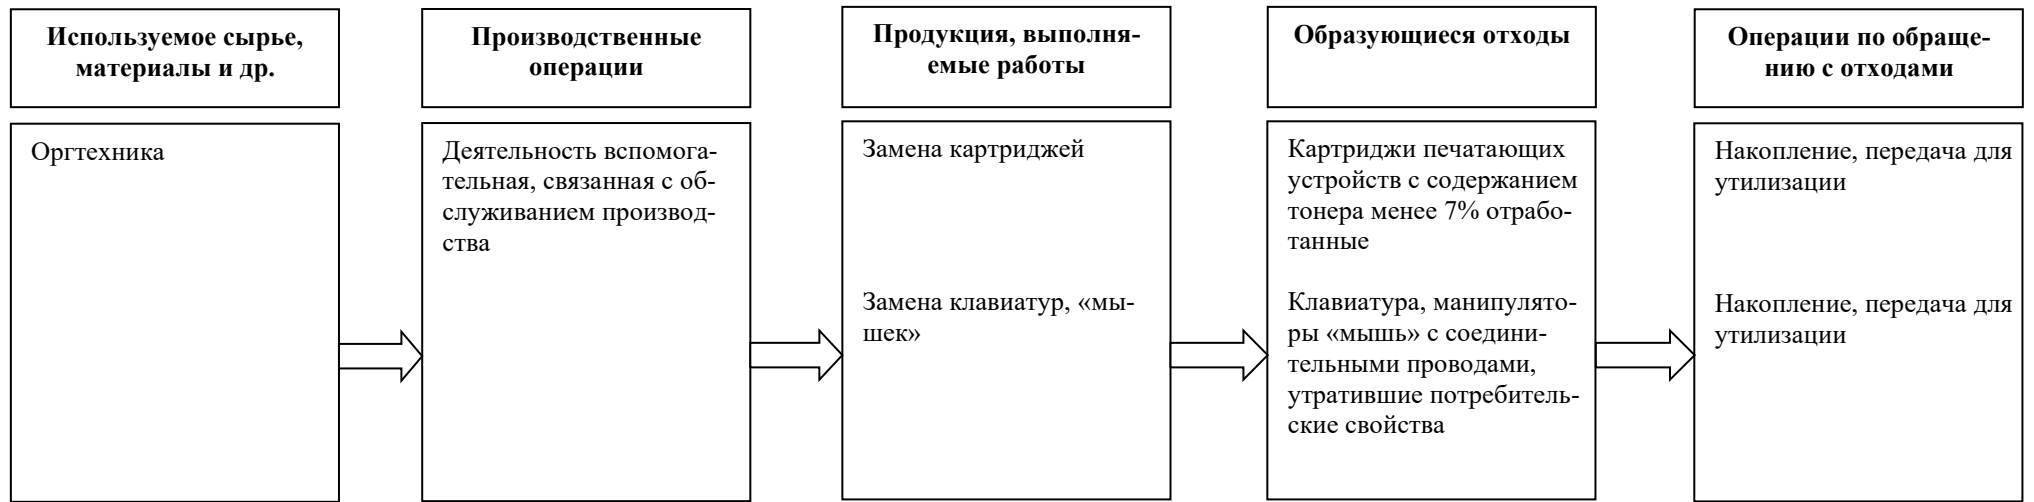 Используемое сырье,
материалы и др.
Производственные
операции
Продукция, выполня-
емые работы
Образующиеся отходы
Операции по обраще-
нию с отходами
Оргтехника
Деятельность вспомога-
тельная, связанная с об-
служиванием производ-
ства
Замена картриджей
Замена клавиатур, «мы-
шек»
Картриджи печатающих
устройств с содержанием
тонера менее 7% отрабо-
танные
Клавиатура, манипулято-
ры «мышь» с соедини-
тельными проводами,
утратившие потребитель-
ские свойства
Накопление, передача для
утилизации
Накопление, передача для
утилизации